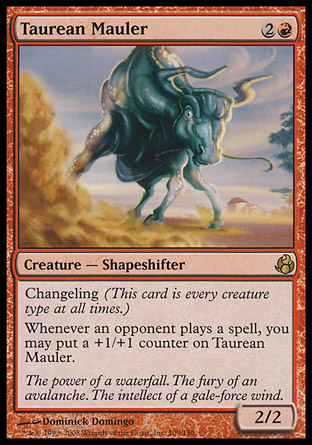 Taurean Mauler 2
Creature — Shapeshifter
Changeling (This card is every creature
type at all times.)
Whenever an opponent plays a spell, you
may put a +1/+1 counter on Taurean
Mauler.
The power of a waterfall. The fury of an
avalanche. The intellect of a gale-force wind.
Dominick Domingo
2/2